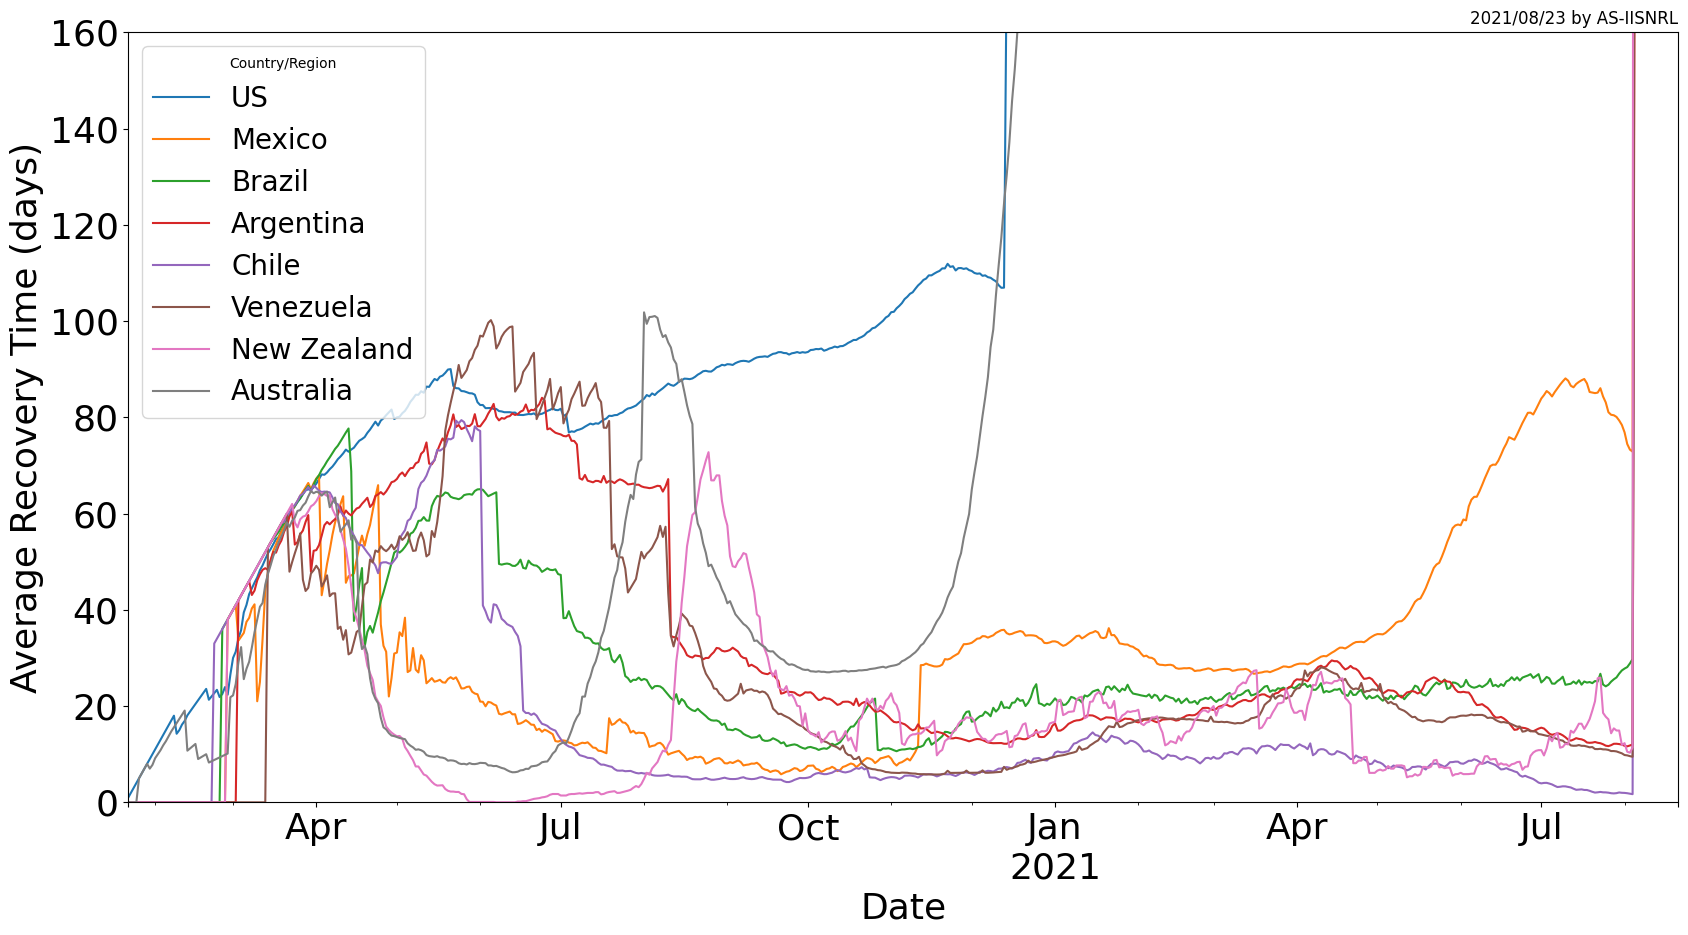 2021/08/23 by AS-IISNRL
Average Recovery Time (days)
160
140
120
100
80
60
40
20
0
Country/Region
US
Mexico
Brazil
Argentina
Chile
Venezuela
New Zealand
Australia
Apr
Jul
Oct
Jan
2021
Apr
Jul
Date